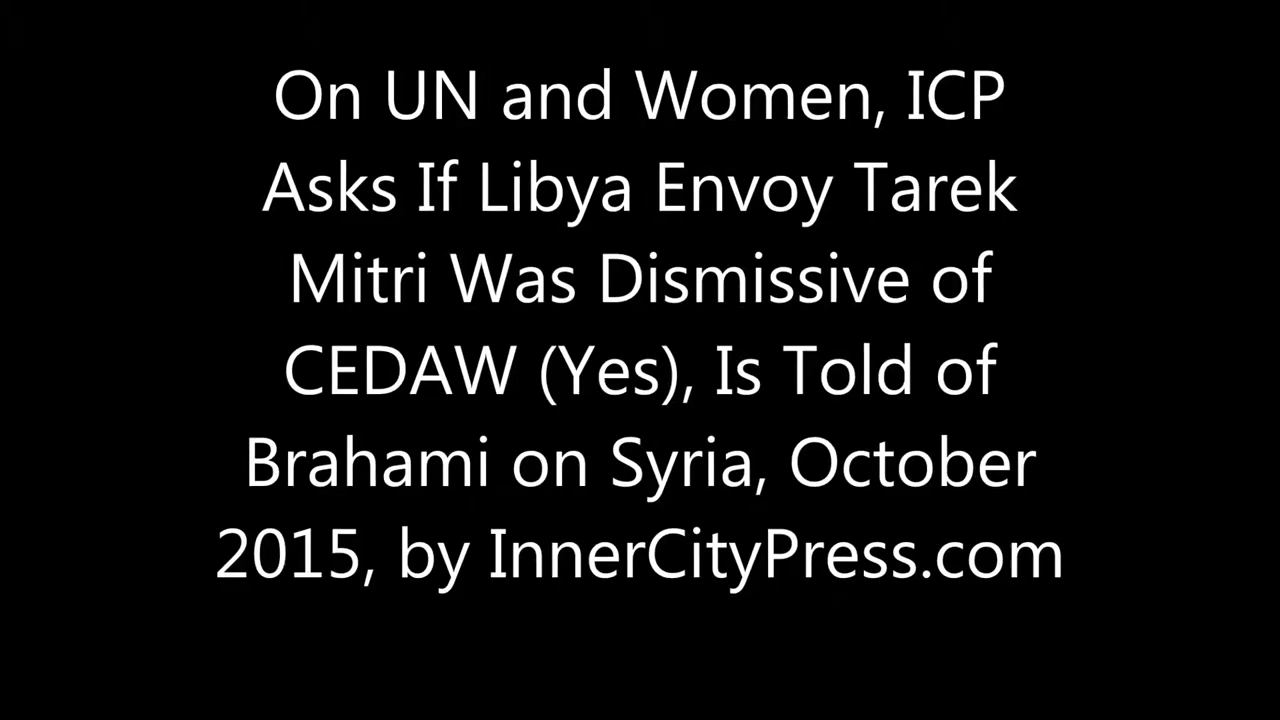 On UN and Women, ICP
Asks If Libya Envoy Tarek
Mitri Was Dismissive of
CEDAW (Yes), Is Told of
Brahami on Syria, October
2015, by InnerCityPress.com